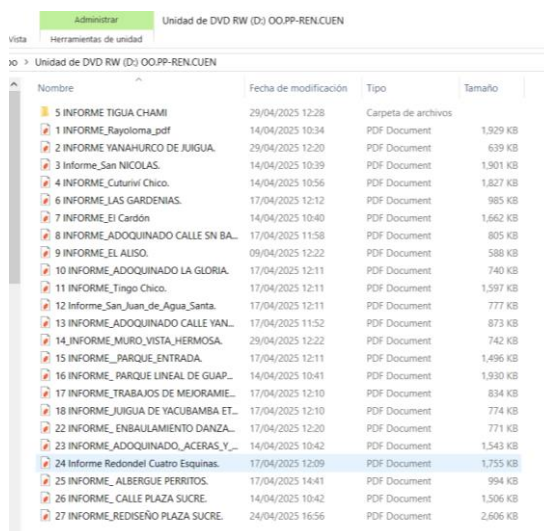 Administrar Unidad de DVD RW (D:) OO.PP-REN.CUEN
Vista Herramientas de unidad
> Unidad de DVD RW (D:) OO.PP-REN.CUEN
Nombre Fecha de modificación Tipo Tamaño
5 INFORME TIGUA CHAMI 29/04/2025 12:28 Carpeta de archivos
1 INFORME_Rayoloma_pdf 14/04/2025 10:34 PDF Document 1,929 KB
2 INFORME YANAHURCO DE JUIGUA. 29/04/2025 12:20 PDF Document 639 KB
3 Informe_San NICOLAS. 14/04/2025 10:39 PDF Document 1,901 KB
4 INFORME_Cuturiví Chico. 14/04/2025 10:56 PDF Document 1,827 KB
6 INFORME_LAS GARDENIAS. 17/04/2025 12:12 PDF Document 985 KB
7 INFORME_El Cardón 14/04/2025 10:40 PDF Document 1,662 KB
8 INFORME_ADOQUINADO CALLE SN BA... 17/04/2025 11:58 PDF Document 805 KB
9 INFORME_EL ALISO. 09/04/2025 12:22 PDF Document 588 KB
10 INFORME_ADOQUINADO LA GLORIA. 17/04/2025 12:11 PDF Document 740 KB
11 INFORME_Tingo Chico. 17/04/2025 12:11 PDF Document 1,597 KB
12 Informe_San_Juan_de_Agua_Santa. 17/04/2025 12:11 PDF Document 777 KB
13 INFORME_ADOQUINADO CALLE YAN... 17/04/2025 11:52 PDF Document 873 KB
14_INFORME_MURO_VISTA_HERMOSA. 29/04/2025 12:22 PDF Document 742 KB
15 INFORME__PARQUE_ENTRADA. 17/04/2025 12:11 PDF Document 1,496 KB
16 INFORME_ PARQUE LINEAL DE GUAP... 14/04/2025 10:41 PDF Document 1,930 KB
17 INFORME_TRABAJOS DE MEJORAMIE... 17/04/2025 12:10 PDF Document 834 KB
18 INFORME_JUIGUA DE YACUBAMBA ET... 17/04/2025 12:10 PDF Document 774 KB
22 INFORME_ ENBAULAMIENTO DANZA... 17/04/2025 12:20 PDF Document 771 KB
23 INFORME_ADOQUINADO,_ACERAS_Y_... 14/04/2025 10:42 PDF Document 1,543 KB
24 Informe Redondel Cuatro Esquinas. 17/04/2025 12:09 PDF Document 1,755 KB
25 INFORME_ ALBERGUE PERRITOS. 17/04/2025 14:41 PDF Document 994 KB
26 INFORME_ CALLE PLAZA SUCRE. 14/04/2025 10:42 PDF Document 1,506 KB
27 INFORME_REDISEÑO PLAZA SUCRE. 24/04/2025 16:56 PDF Document 2,606 KB